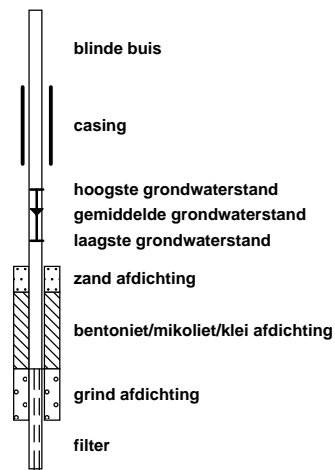 blinde buis
casing
hoogste grondwaterstand
gemiddelde grondwaterstand
laagste grondwaterstand
zand afdichting
bentoniet/mikoliet/klei afdichting
grind afdichting
filter